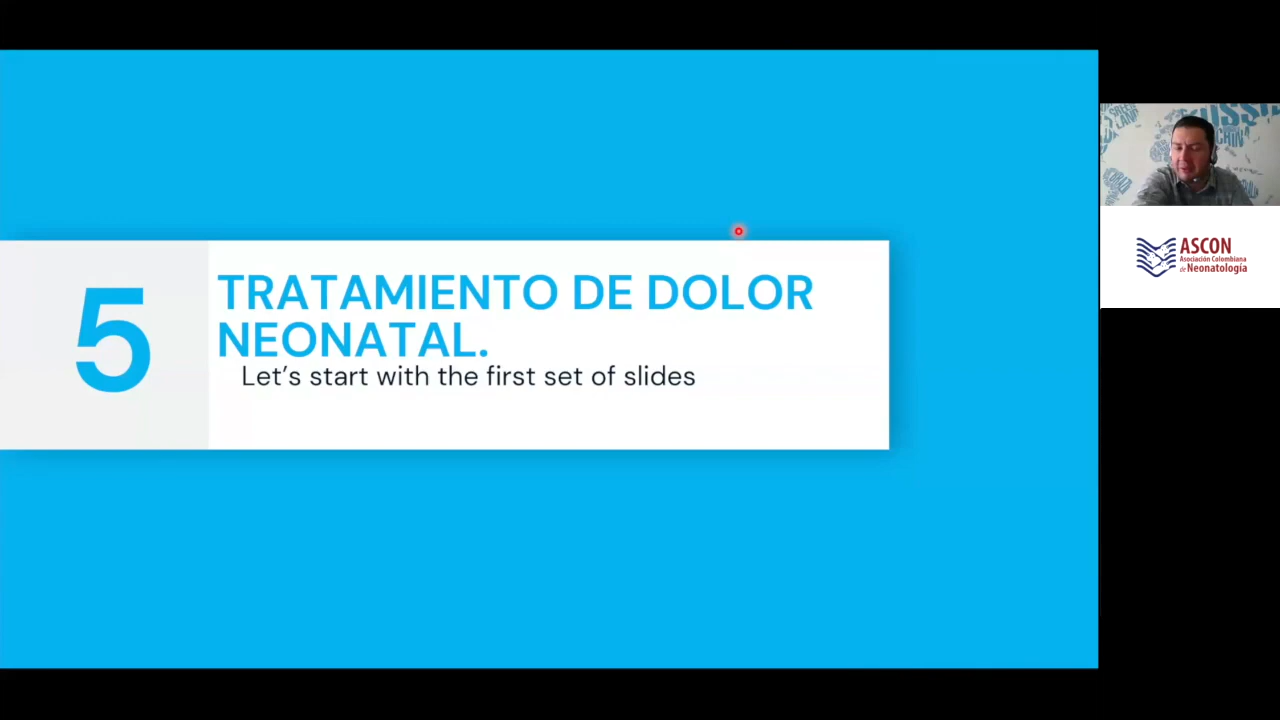 5
TRATAMIENTO DE DOLOR
NEONATAL.
Let’s start with the first set of slides
ASCON
Asociación Colombiana
de Neonatología